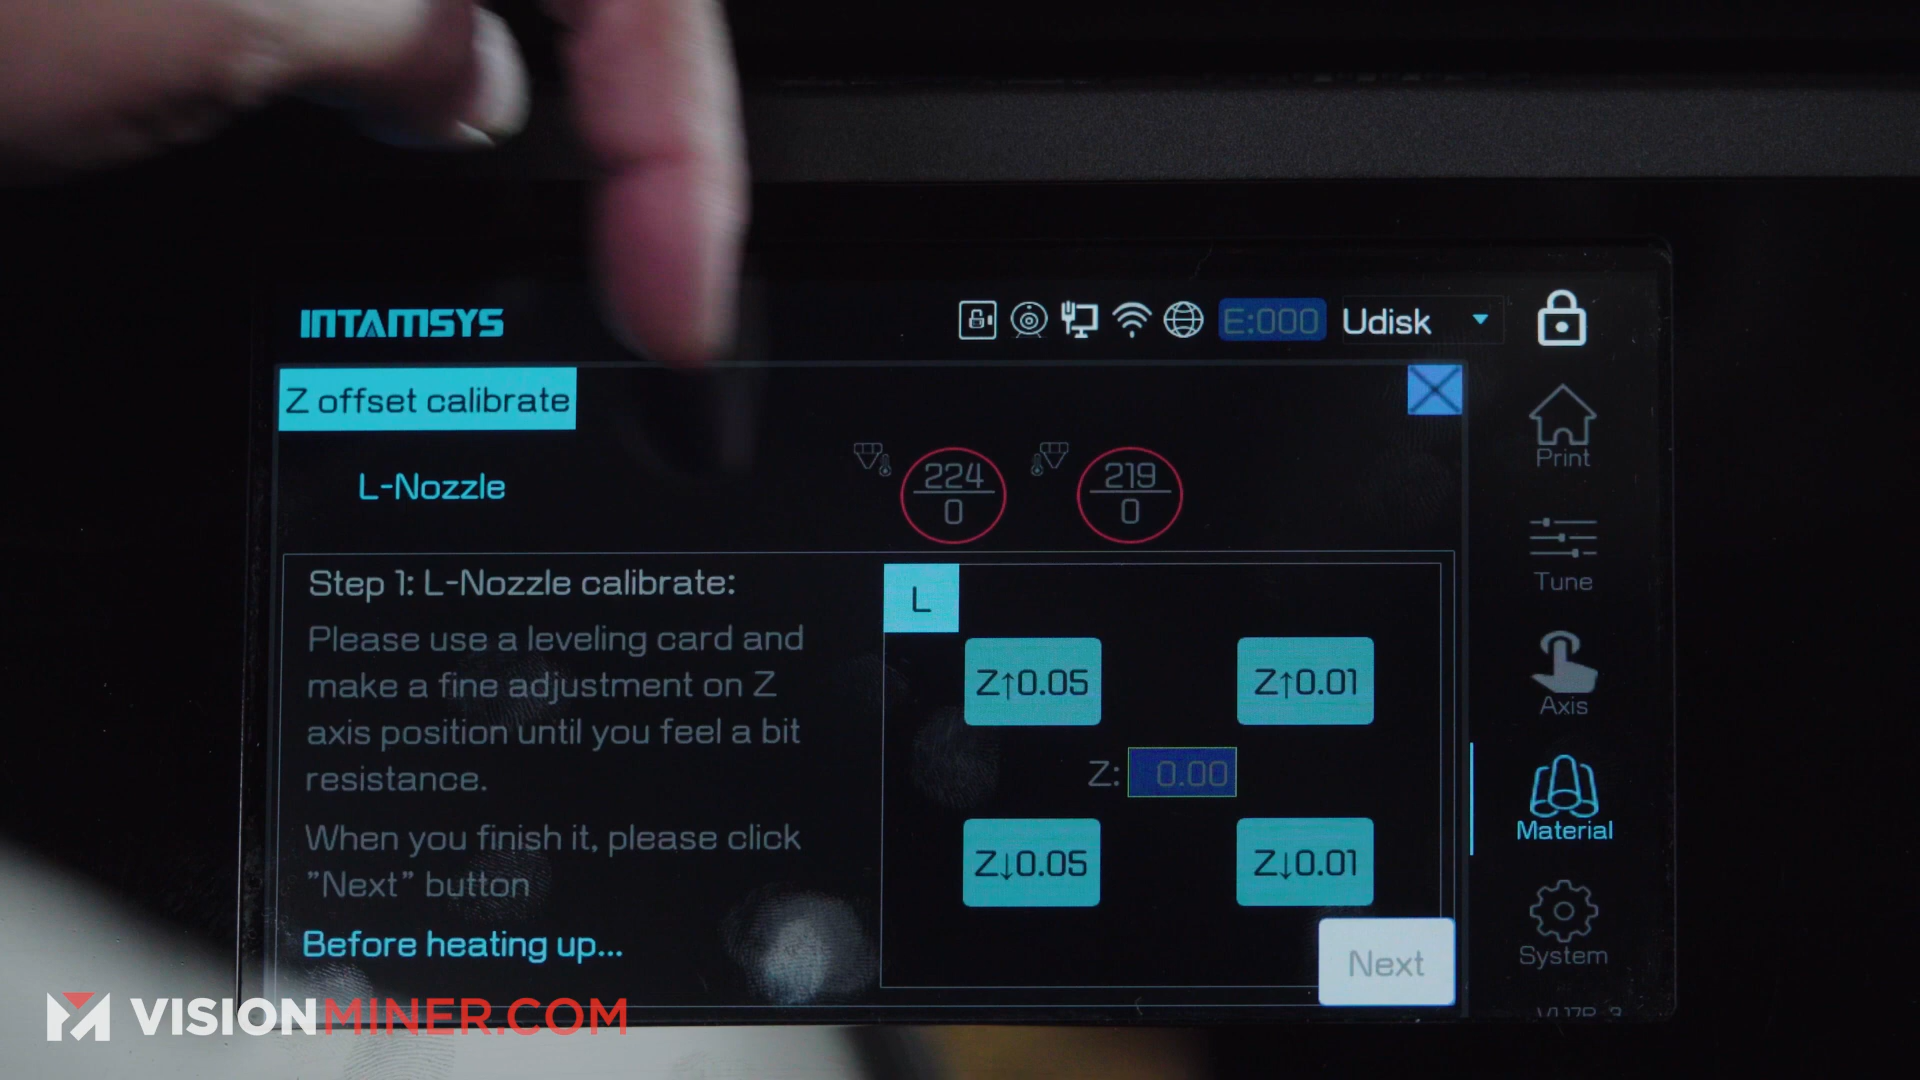 INTAMSYS
E:000
Udisk
Z offset calibrate
L-Nozzle
224
0
219
0
Print
Tune
Axis
Material
System
Step 1: L-Nozzle calibrate:
Please use a leveling card and
make a fine adjustment on Z
axis position until you feel a bit
resistance.
When you finish it, please click
"Next" button
Before heating up...
L
Z↑0.05
Z↑0.01
Z:
0.00
Z↓0.05
Z↓0.01
Next
VISIONMINER.COM